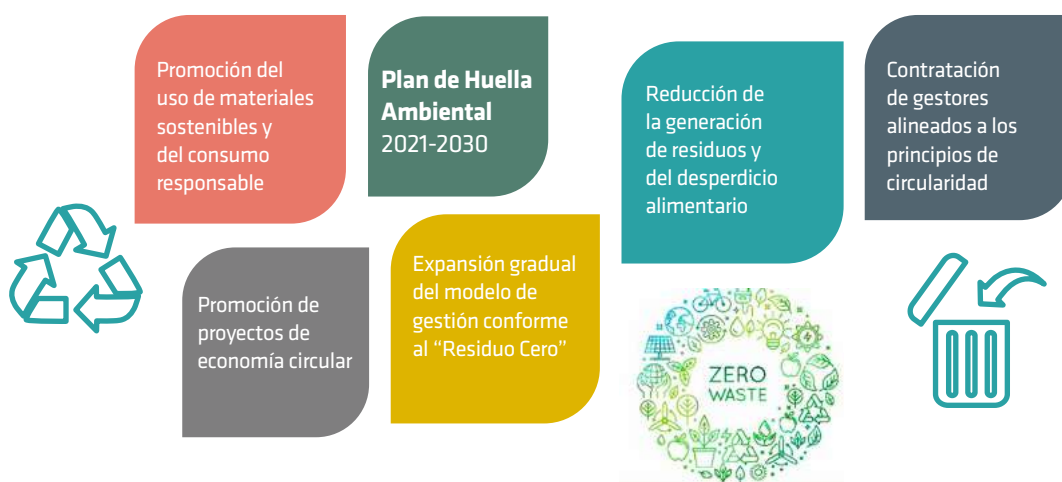 Promoción del
uso de materiales
sostenibles y
del consumo
responsable
Plan de Huella
Ambiental
2021-2030
Reducción de
la generación
de residuos y
del desperdicio
alimentario
Contratación
de gestores
alineados a los
principios de
circularidad
Promoción de
proyectos de
economía circular
Expansión gradual
del modelo de
gestión conforme
al “Residuo Cero”
ZERO
WASTE